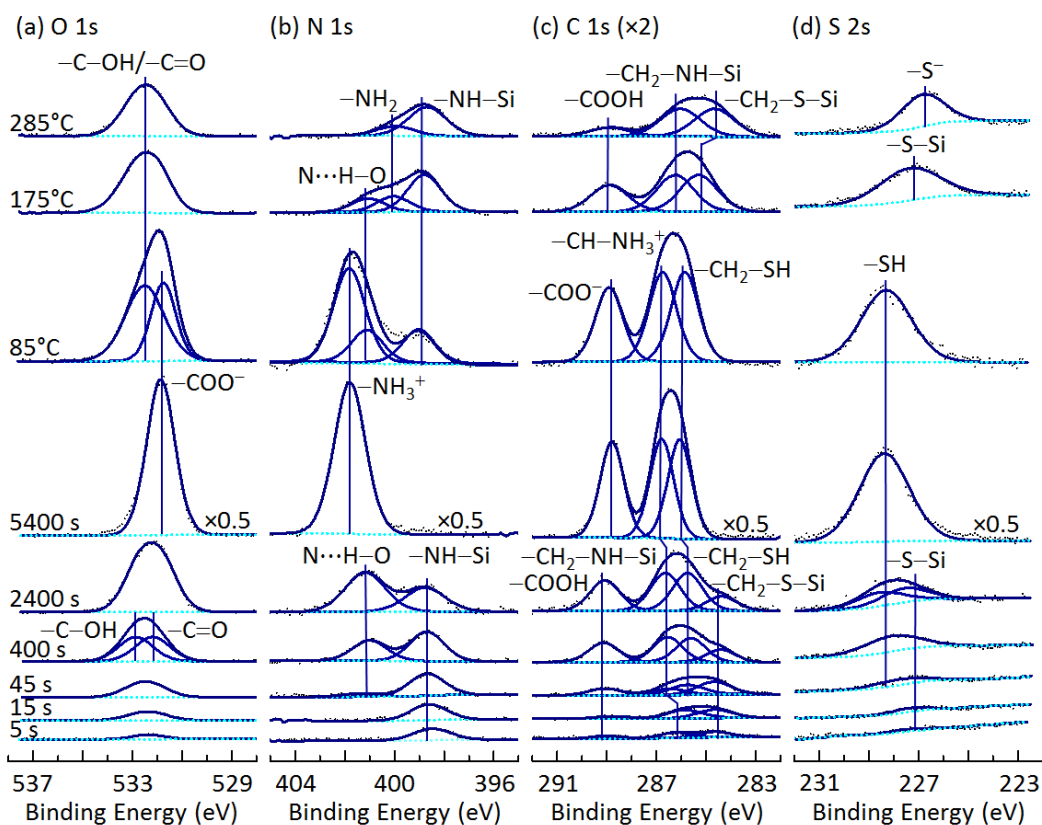 (a) O 1s (b) N 1s (c) C 1s (×2) (d) S 2s
−C−OH/−C=O
−CH₂−NH−Si
−S⁻
−NH₂ −NH−Si −COOH −CH₂−S−Si
285°C
−S−Si
N⋯H−O
175°C
−CH−NH₃⁺
−CH₂−SH −SH
−COO⁻
85°C
−COO⁻ −NH₃⁺
5400 s ×0.5 ×0.5 ×0.5 ×0.5
N⋯H−O −NH−Si −CH₂−NH−Si −CH₂−SH −S−Si
−COOH −CH₂−S−Si
2400 s
−C−OH −C=O
400 s
45 s
15 s
5 s
537 533 529 404 400 396 291 287 283 231 227 223
Binding Energy (eV) Binding Energy (eV) Binding Energy (eV) Binding Energy (eV)